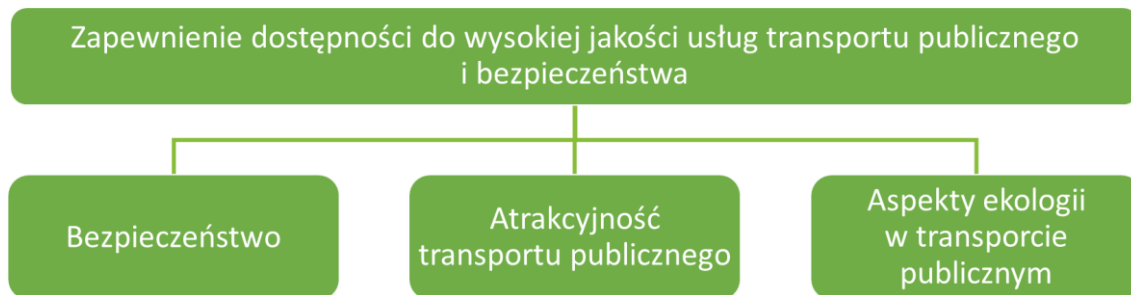 Zapewnienie dostępności do wysokiej jakości usług transportu publicznego
i bezpieczeństwa
Bezpieczeństwo
Atrakcyjność
transportu publicznego
Aspekty ekologii
w transporcie
publicznym